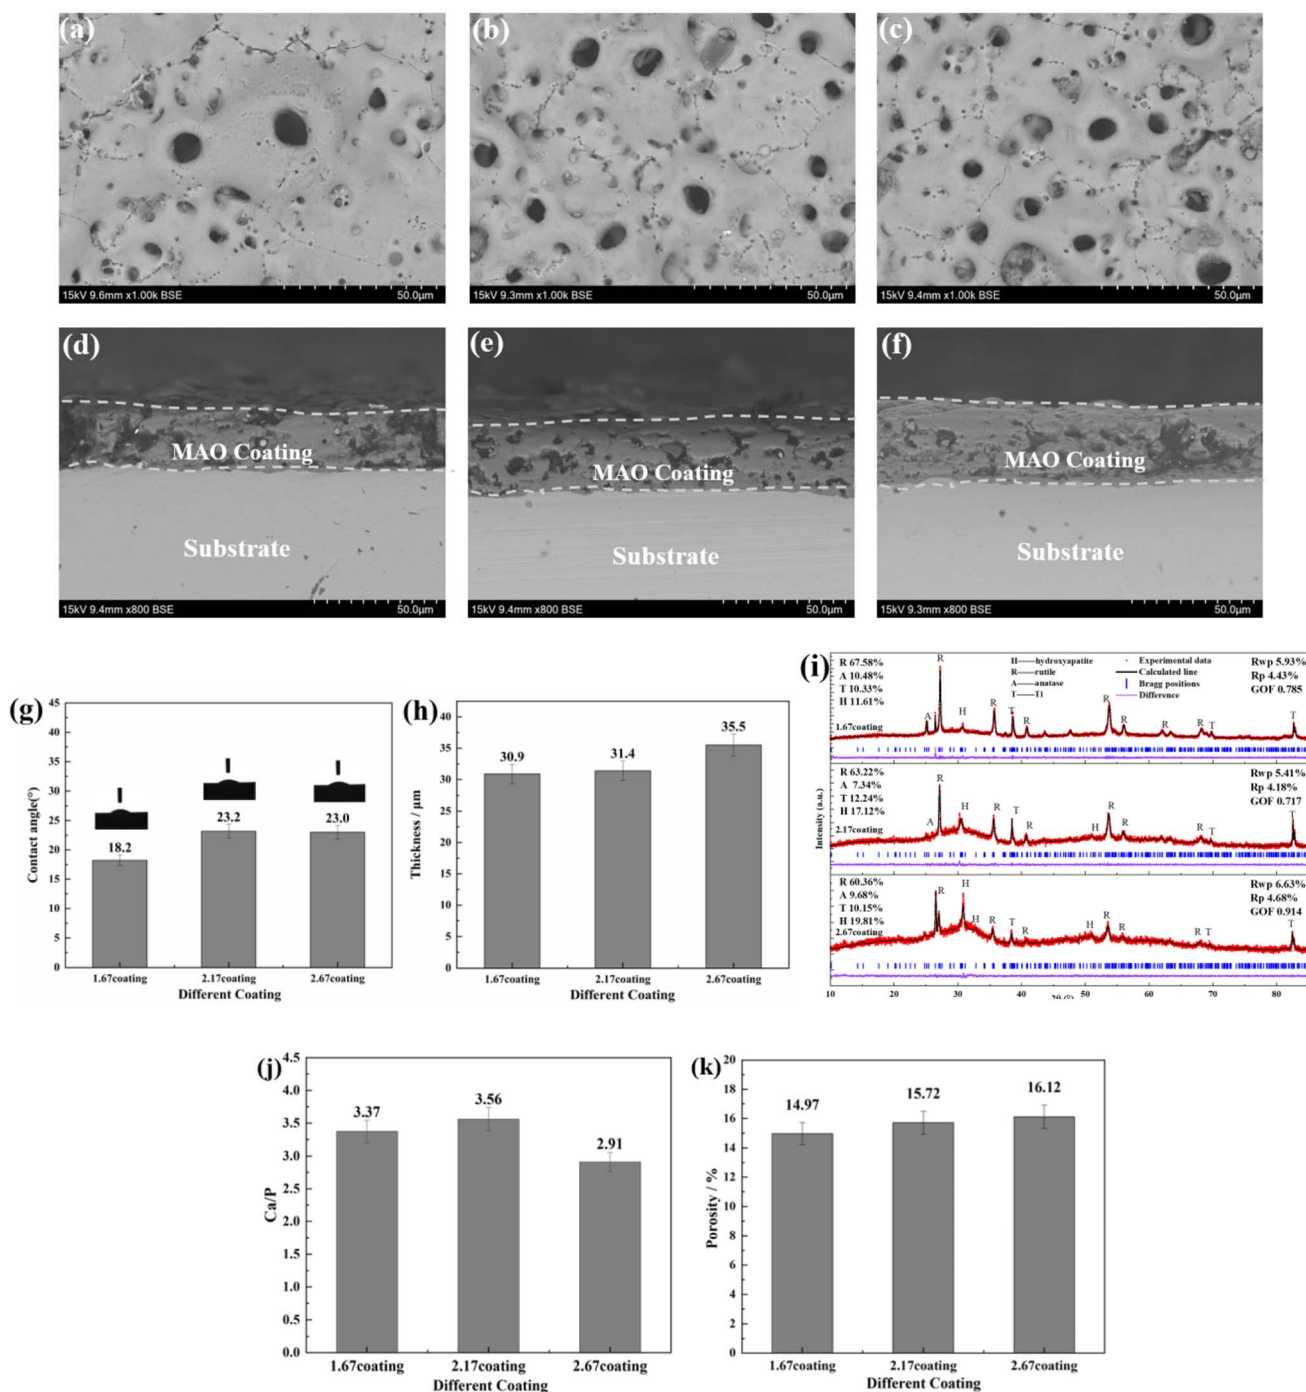 (a)
(b)
(c)
15kV 9.6mm x1.00k BSE 50.0μm
15kV 9.3mm x1.00k BSE 50.0μm
15kV 9.4mm x1.00k BSE 50.0μm
(d)
(e)
(f)
MAO Coating
MAO Coating
MAO Coating
Substrate
Substrate
Substrate
15kV 9.4mm x800 BSE 50.0μm
15kV 9.4mm x800 BSE 50.0μm
15kV 9.3mm x800 BSE 50.0μm
(g)
Contact angle(°)
45
40
35
30
25
20
15
10
5
0
18.2
23.2
23.0
1.67coating 2.17coating 2.67coating
Different Coating
(h)
Thickness / μm
40
35
30
25
20
15
10
5
0
30.9
31.4
35.5
1.67coating 2.17coating 2.67coating
Different Coating
(i)
Intensity (a.u.)
R 67.58%
A 10.48%
T 10.33%
H 11.61%
H——hydroxyapatite
R——rutile
A——anatase
T——Ti
Experimental data
Calculated line
Bragg positions
Difference
Rwp 5.93%
Rp 4.43%
GOF 0.785
1.67coating
A R H R T R R R R R T T
R 63.22%
A 7.34%
T 12.24%
H 17.12%
Rwp 5.41%
Rp 4.18%
GOF 0.717
2.17coating
A R H R T R H R R R T T
R 60.36%
A 9.68%
T 10.15%
H 19.81%
Rwp 6.63%
Rp 4.68%
GOF 0.914
2.67coating
R H H R T R H R R R T T
10 20 30 40 50 60 70 80
2θ (°)
(j)
Ca/P
4.5
4.0
3.5
3.0
2.5
2.0
1.5
1.0
0.5
0.0
3.37
3.56
2.91
1.67coating 2.17coating 2.67coating
Different Coating
(k)
Porosity / %
20
18
16
14
12
10
8
6
4
2
0
14.97
15.72
16.12
1.67coating 2.17coating 2.67coating
Different Coating